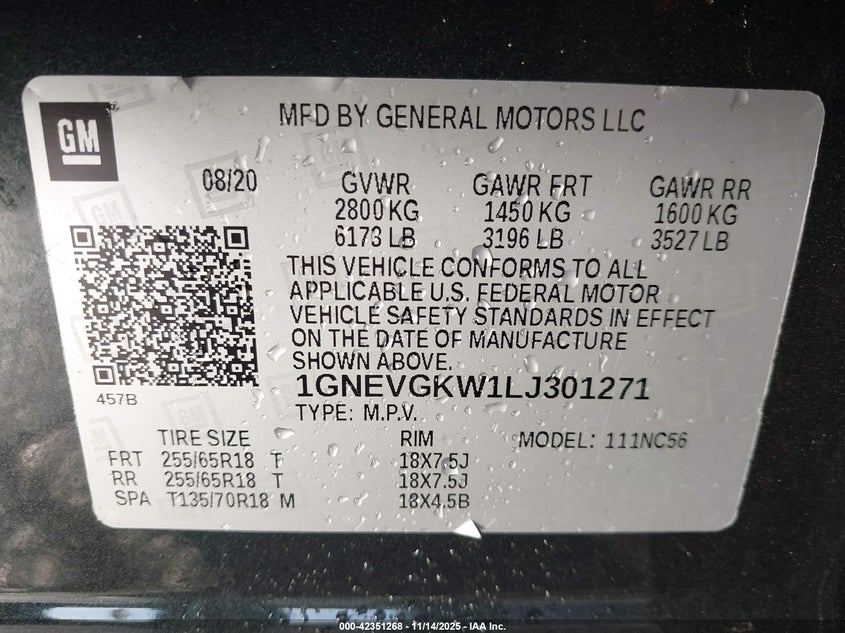 GM
MFD BY GENERAL MOTORS LLC
08/20 GVWR GAWR FRT GAWR RR
2800 KG 1450 KG 1600 KG
6173 LB 3196 LB 3527 LB
THIS VEHICLE CONFORMS TO ALL
APPLICABLE U.S. FEDERAL MOTOR
VEHICLE SAFETY STANDARDS IN EFFECT
ON THE DATE OF MANUFACTURE
SHOWN ABOVE.
457B 1GNEVGKW1LJ301271
TYPE: M.P.V.
TIRE SIZE RIM MODEL: 111NC56
FRT 255/65R18 T 18X7.5J
RR 255/65R18 T 18X7.5J
SPA T135/70R18 M 18X4.5B
000-42351268 - 11/14/2025 - IAA Inc.